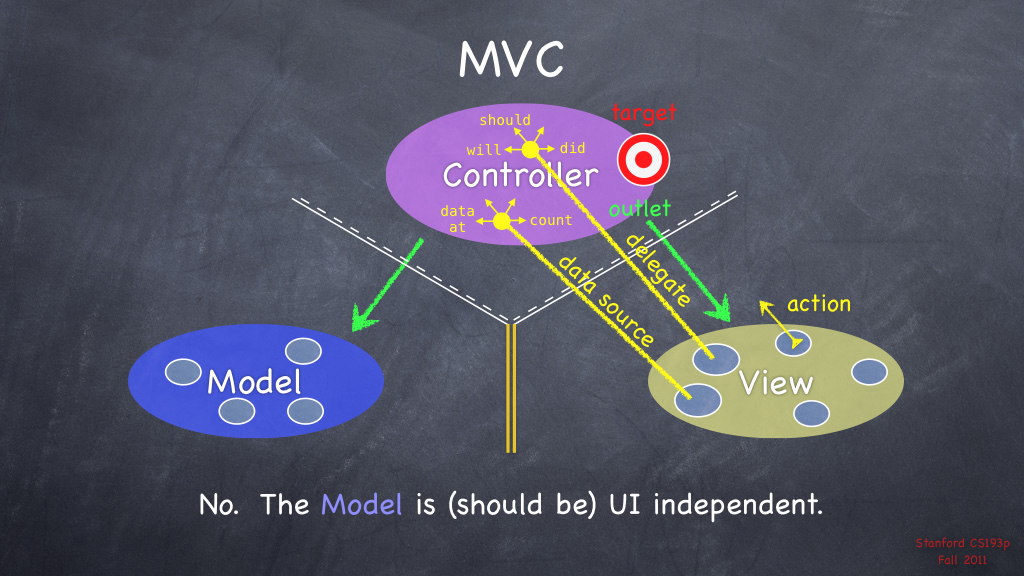 MVC
target
should
will
did
Controller
outlet
data
at
count
delegate
data source
action
Model
View
No. The Model is (should be) UI independent.
Stanford CS193p
Fall 2011